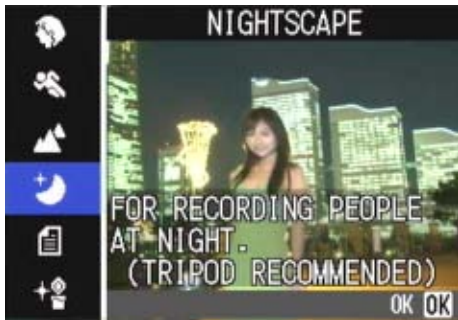 NIGHTSCAPE
FOR RECORDING PEOPLE
AT NIGHT.
(TRIPOD RECOMMENDED)
OK OK